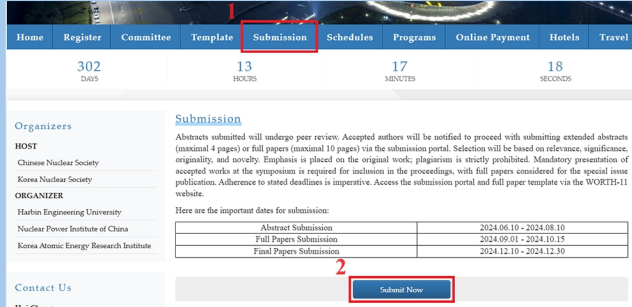 1
Home Register Committee Template Submission Schedules Programs Online Payment Hotels Travel
302 13 17 18
DAYS HOURS MINUTES SECONDS
Organizers
HOST
Chinese Nuclear Society
Korea Nuclear Society
ORGANIZER
Harbin Engineering University
Nuclear Power Institute of China
Korea Atomic Energy Research Institute
Contact Us
Submission
Abstracts submitted will undergo peer review. Accepted authors will be notified to proceed with submitting extended abstracts
(maximal 4 pages) or full papers (maximal 10 pages) via the submission portal. Selection will be based on relevance, significance,
originality, and novelty. Emphasis is placed on the original work; plagiarism is strictly prohibited. Mandatory presentation of
accepted works at the symposium is required for inclusion in the proceedings, with full papers considered for the special issue
publication. Adherence to stated deadlines is imperative. Access the submission portal and full paper template via the WORTH-11
website.
Here are the important dates for submission:
Abstract Submission 2024.06.10 - 2024.08.10
Full Papers Submission 2024.09.01 - 2024.10.15
Final Papers Submission 2024.12.10 - 2024.12.30
2
Submit Now